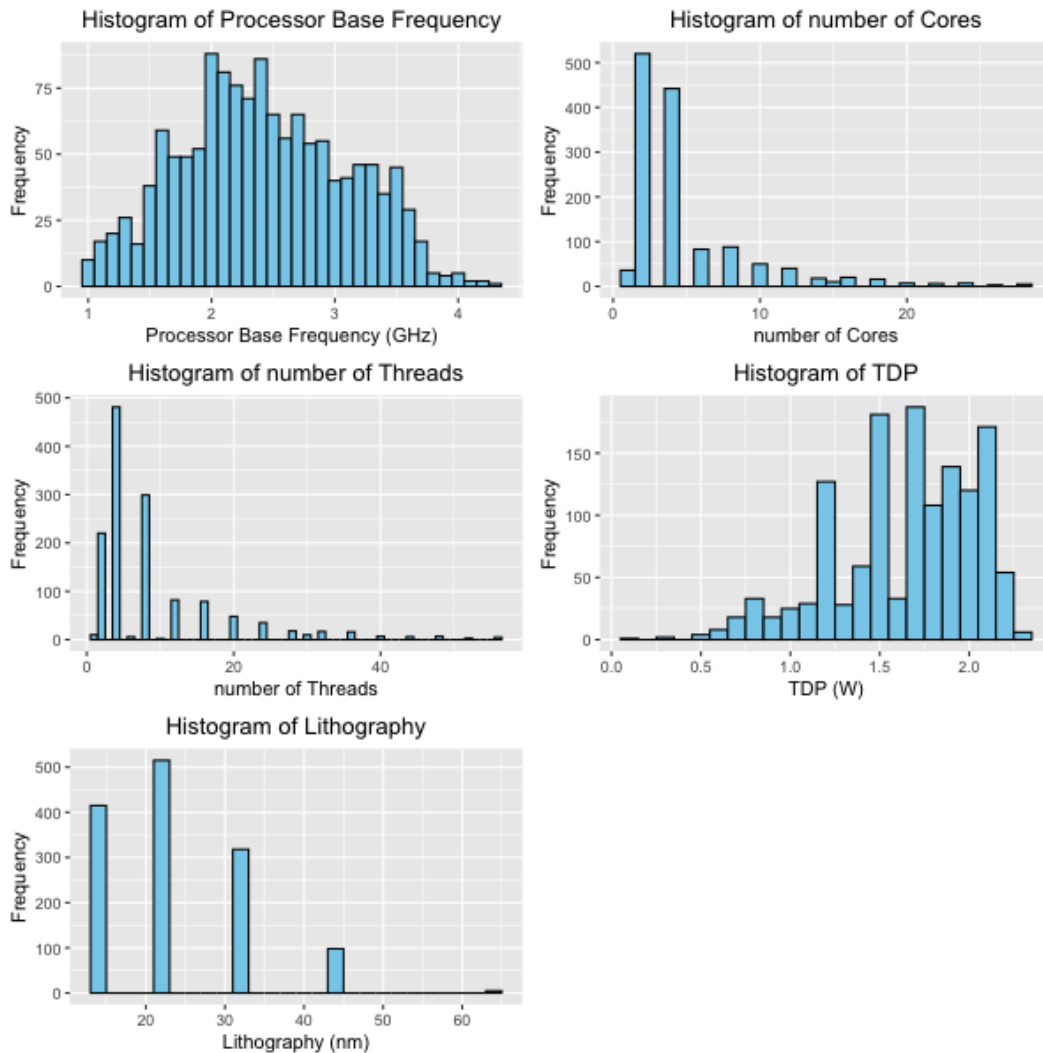 Histogram of Processor Base Frequency
Frequency
75
50
25
0
1 2 3 4
Processor Base Frequency (GHz)
Histogram of number of Cores
Frequency
500
400
300
200
100
0
0 10 20
number of Cores
Histogram of number of Threads
Frequency
500
400
300
200
100
0
0 20 40
number of Threads
Histogram of TDP
Frequency
150
100
50
0
0.0 0.5 1.0 1.5 2.0
TDP (W)
Histogram of Lithography
Frequency
500
400
300
200
100
0
20 30 40 50 60
Lithography (nm)